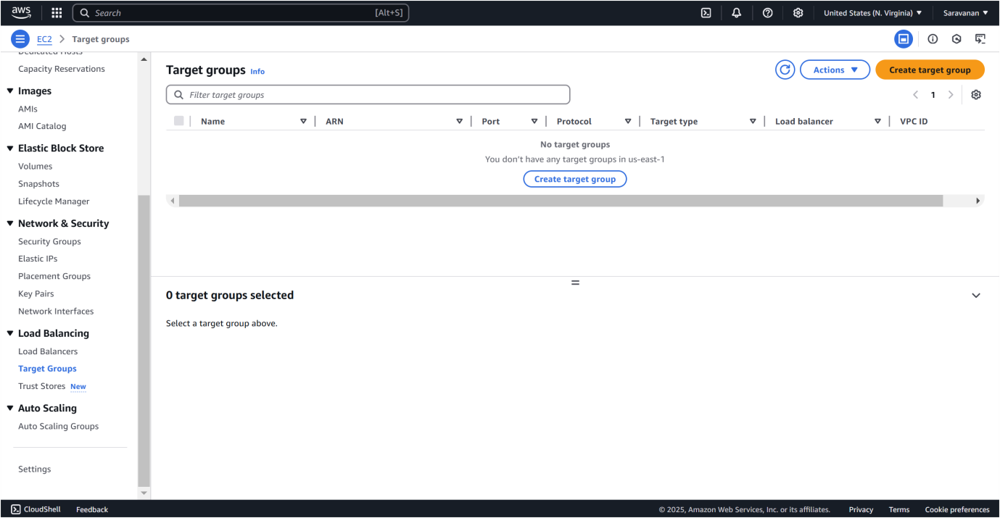 aws
Search [Alt+S]
United States (N. Virginia)
Saravanan
EC2
Target groups
Dedicated Hosts
Capacity Reservations
Images
AMIs
AMI Catalog
Elastic Block Store
Volumes
Snapshots
Lifecycle Manager
Network & Security
Security Groups
Elastic IPs
Placement Groups
Key Pairs
Network Interfaces
Load Balancing
Load Balancers
Target Groups
Trust Stores New
Auto Scaling
Auto Scaling Groups
Settings
Target groups Info
Actions
Create target group
Filter target groups
1
Name ARN Port Protocol Target type Load balancer VPC ID
No target groups
You don't have any target groups in us-east-1
Create target group
0 target groups selected
Select a target group above.
CloudShell Feedback © 2025, Amazon Web Services, Inc. or its affiliates. Privacy Terms Cookie preferences